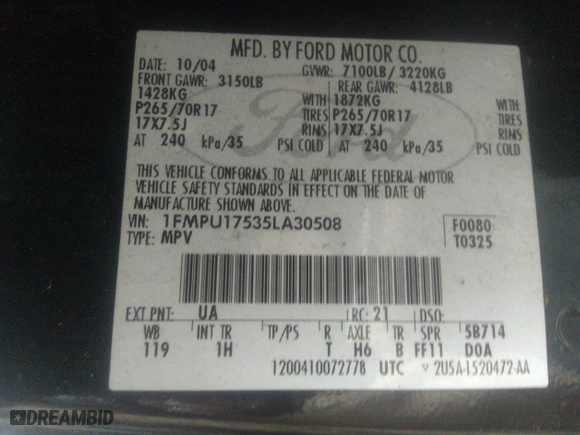 MFD. BY FORD MOTOR CO.
DATE: 10/04 GVWR: 7100LB / 3220KG
FRONT GAWR: 3150LB REAR GAWR: 4128LB
1428KG WITH 1872KG WITH
P265/70R17 TIRES P265/70R17 TIRES
17X7.5J RIMS 17X7.5J RIMS
AT 240 kPa/35 PSI COLD AT 240 kPa/35 PSI COLD
THIS VEHICLE CONFORMS TO ALL APPLICABLE FEDERAL MOTOR
VEHICLE SAFETY STANDARDS IN EFFECT ON THE DATE OF
MANUFACTURE SHOWN ABOVE.
VIN: 1FMPU17535LA30508 F0080
TYPE: MPV T0325
EXT PNT: UA RC: 21 DSO:
WB INT TR TP/PS R AXLE TR SPR 5B714
119 1H T H6 B FF11 DOA
1200410072778 UTC ▽ 2U5A-1520472-AA
Ford
DREAMBID